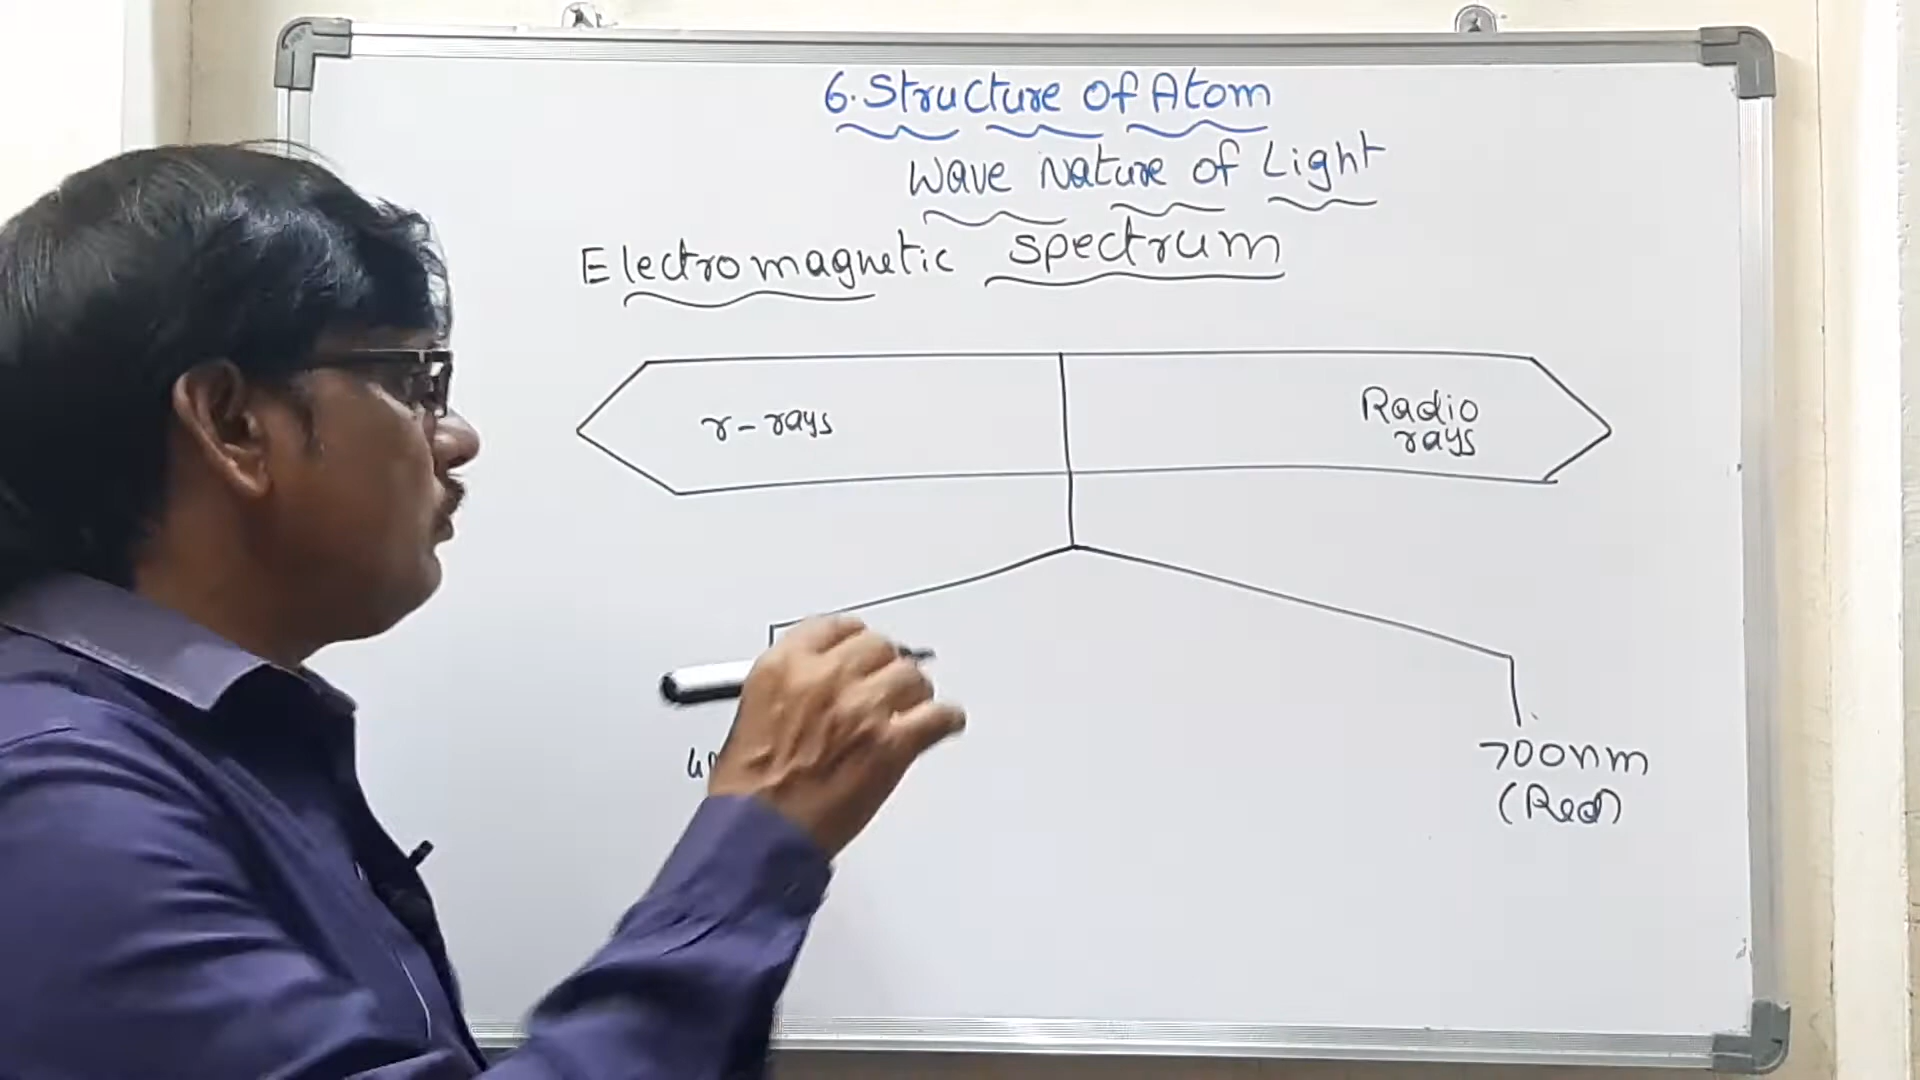 6. Structure of Atom
Wave Nature of Light
Electromagnetic Spectrum
γ-rays
Radio
rays
700nm
(Red)